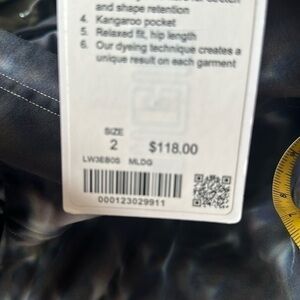 and shape retention
4. Kangaroo pocket
5. Relaxed fit, hip length
6. Our dyeing technique creates a
unique result on each garment
SIZE
2
$118.00
LW3EB0S MLDG
000123029911